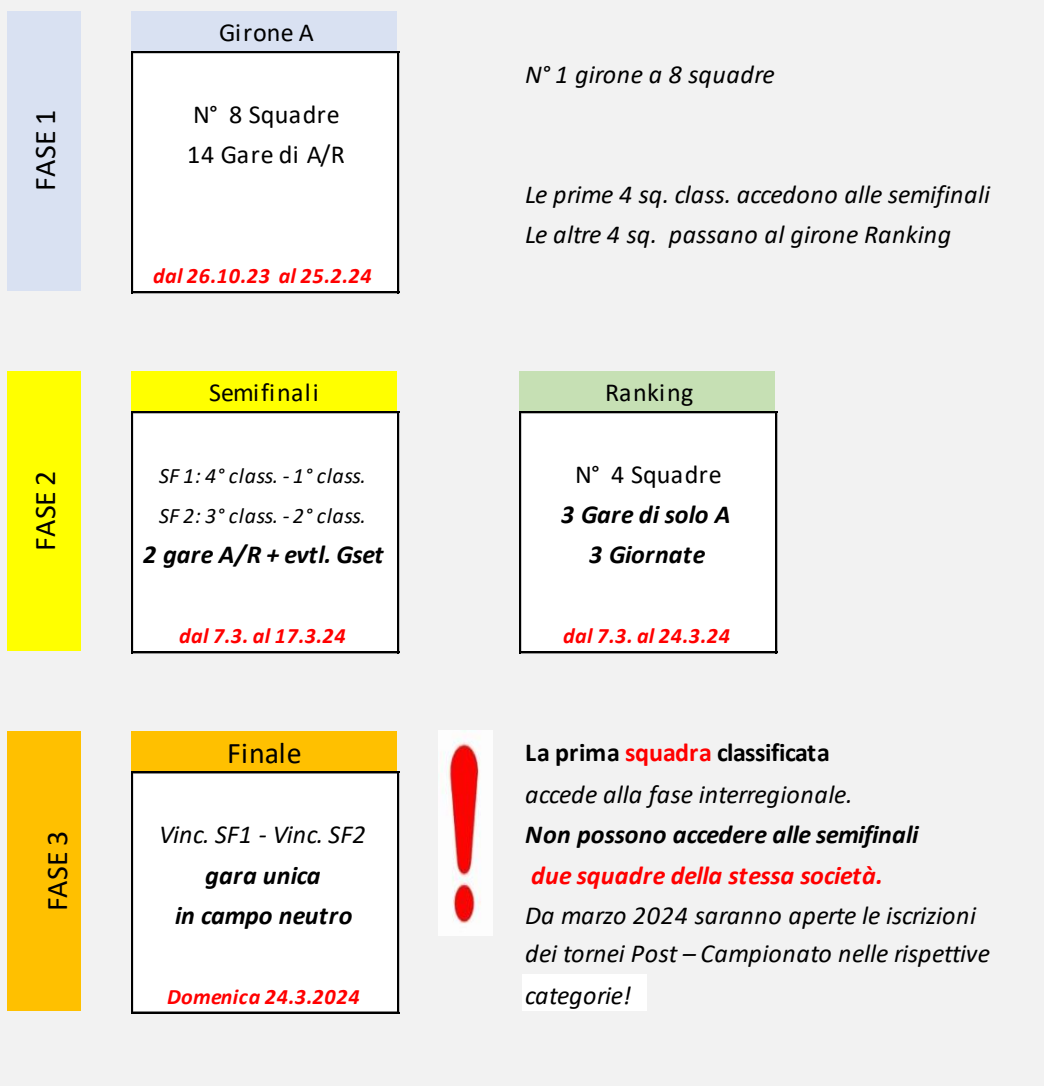 FASE 1
Girone A
N° 8 Squadre
14 Gare di A/R
dal 26.10.23 al 25.2.24
N° 1 girone a 8 squadre
Le prime 4 sq. class. accedono alle semifinali
Le altre 4 sq. passano al girone Ranking
FASE 2
Semifinali
SF 1: 4° class. - 1° class.
SF 2: 3° class. - 2° class.
2 gare A/R + evtl. Gset
dal 7.3. al 17.3.24
Ranking
N° 4 Squadre
3 Gare di solo A
3 Giornate
dal 7.3. al 24.3.24
FASE 3
Finale
Vinc. SF1 - Vinc. SF2
gara unica
in campo neutro
Domenica 24.3.2024
La prima squadra classificata
accede alla fase interregionale.
Non possono accedere alle semifinali
due squadre della stessa società.
Da marzo 2024 saranno aperte le iscrizioni
dei tornei Post – Campionato nelle rispettive
categorie!